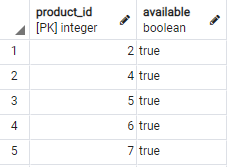 product_id available
[PK] integer boolean
1 2 true
2 4 true
3 5 true
4 6 true
5 7 true